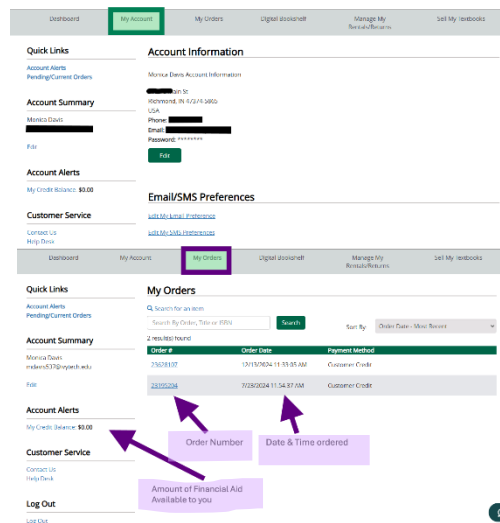 Dashboard My Account My Orders Digital Bookshelf Manage My Rentals/Returns Sell My Textbooks
Quick Links
Account Alerts
Pending/Current Orders
Account Summary
Monica Davis
Edit
Account Alerts
My Credit Balance: $0.00
Customer Service
Contact Us
Help Desk
Account Information
Monica Davis Account Information
ain St
Richmond, IN 47374-5865
USA
Phone:
Email:
Password: ********
Edit
Email/SMS Preferences
Edit My Email Preference
Edit My SMS Preferences
Dashboard My Account My Orders Digital Bookshelf Manage My Rentals/Returns Sell My Textbooks
Quick Links
Account Alerts
Pending/Current Orders
Account Summary
Monica Davis
Edit
Account Alerts
My Credit Balance: $0.00
Customer Service
Contact Us
Help Desk
Log Out
Log Out
My Orders
Search for an item
Search By Order, Title or ISBN
Search
Sort By Order Date - Most Recent
2 result(s) found
Order # Order Date Payment Method
23628107 12/13/2024 11:33:05 AM Customer Credit
7/23/2024 11:54:37 AM Customer Credit
Order Number
Date & Time ordered
Amount of Financial Aid
Available to you